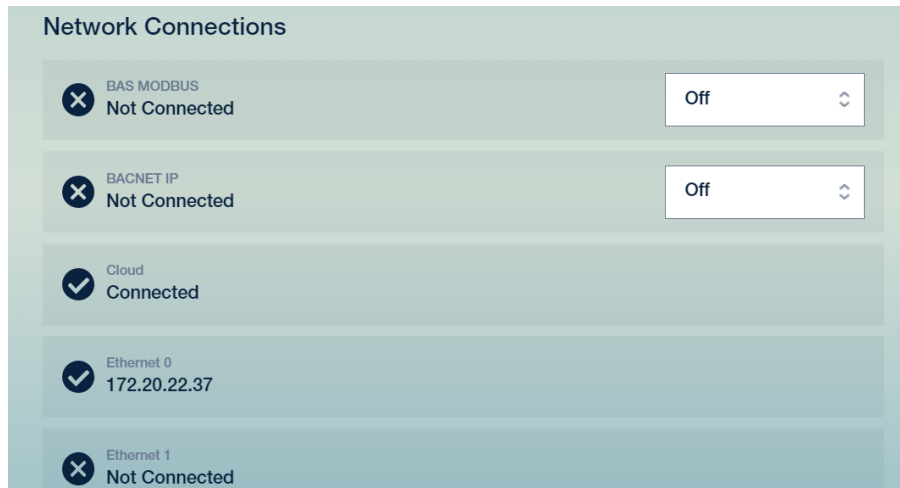 Network Connections
BAS MODBUS
Not Connected
Off
BACNET IP
Not Connected
Off
Cloud
Connected
Ethernet 0
172.20.22.37
Ethernet 1
Not Connected